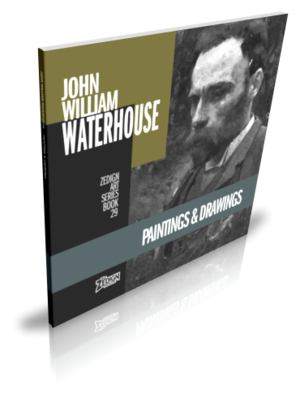 JOHN
WILLIAM
WATERHOUSE
ZEDIGN
ART
SERIES
BOOK
29
PAINTINGS & DRAWINGS
ZEDIGN